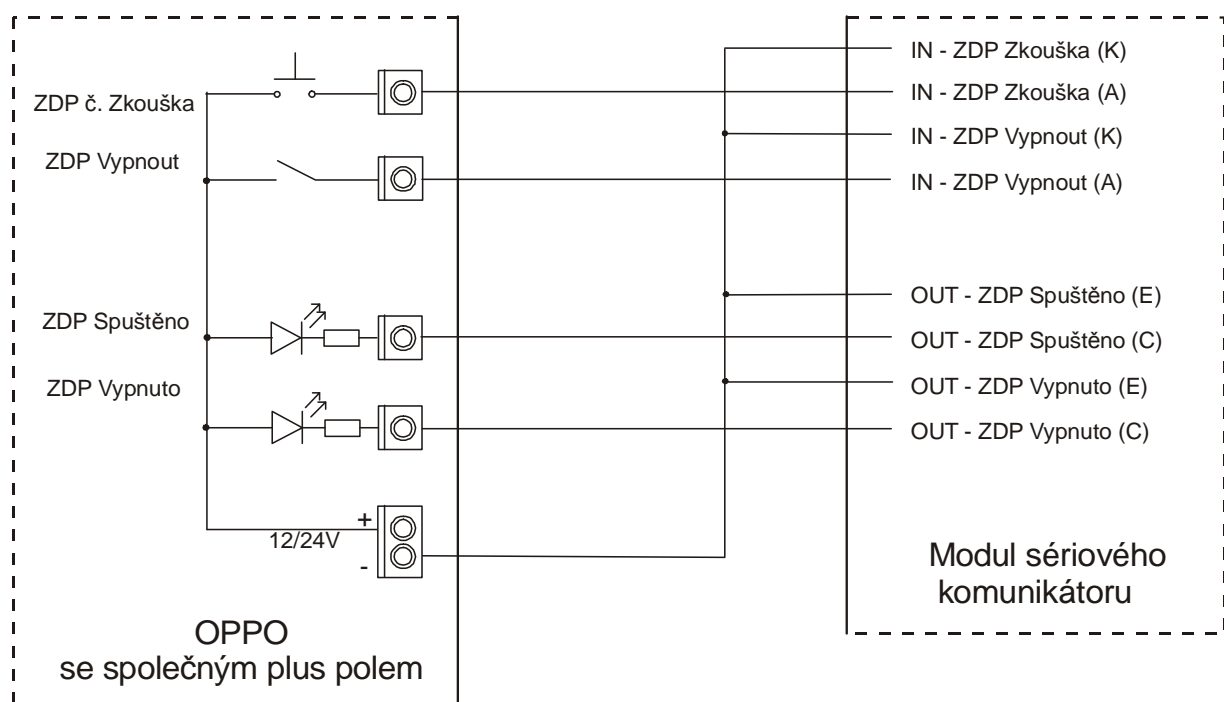 ZDP č. Zkouška
ZDP Vypnout
ZDP Spuštěno
ZDP Vypnuto
+
12/24V
-
OPPO
se společným plus polem
IN - ZDP Zkouška (K)
IN - ZDP Zkouška (A)
IN - ZDP Vypnout (K)
IN - ZDP Vypnout (A)
OUT - ZDP Spuštěno (E)
OUT - ZDP Spuštěno (C)
OUT - ZDP Vypnuto (E)
OUT - ZDP Vypnuto (C)
Modul sériového
komunikátoru